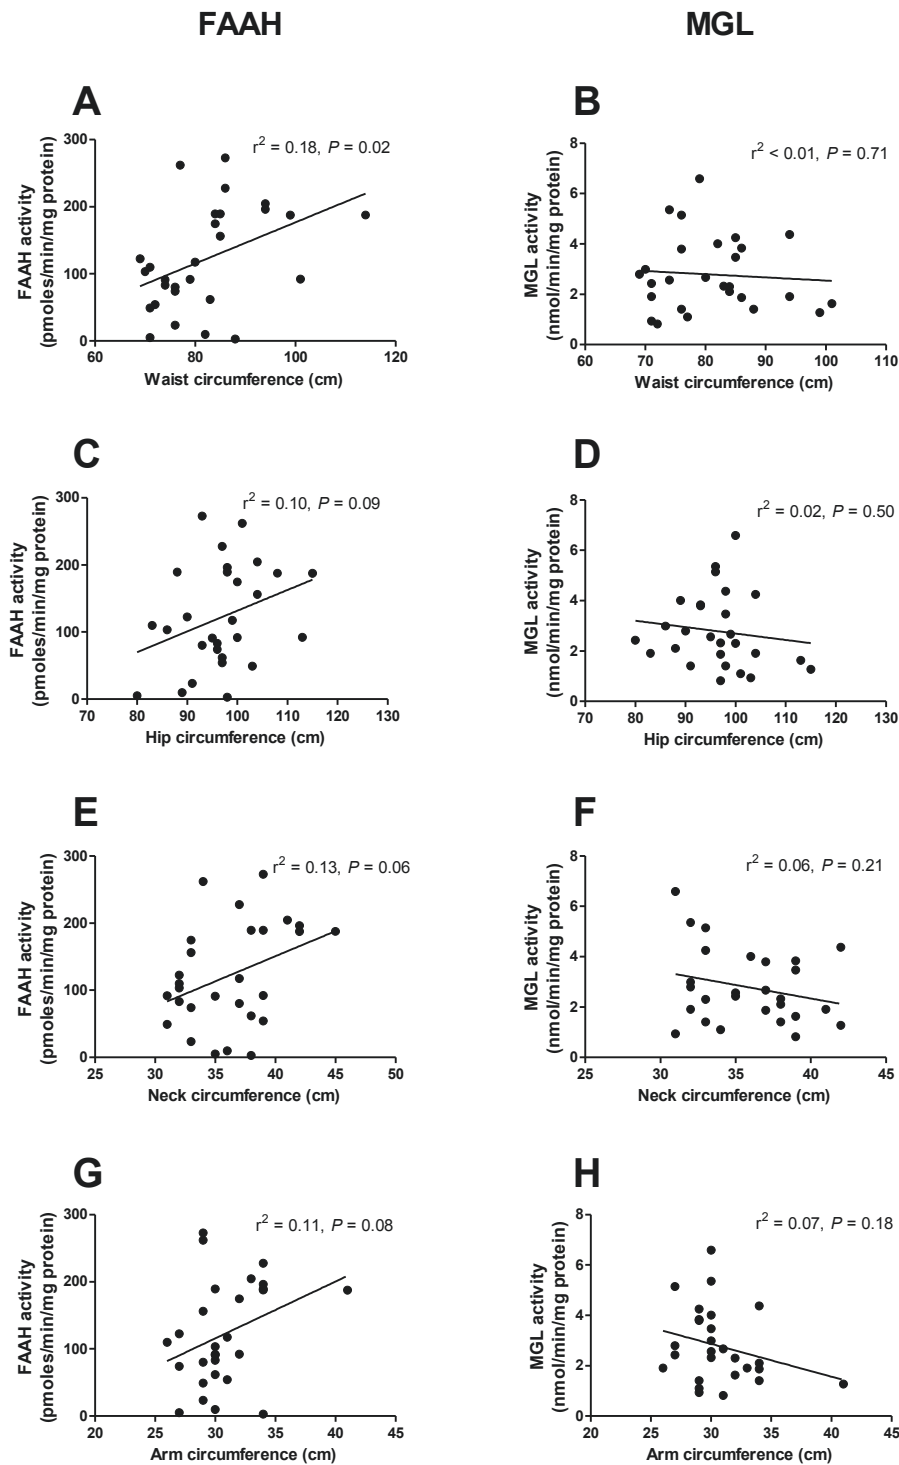 FAAH
MGL
A
r² = 0.18, P = 0.02
FAAH activity
(pmoles/min/mg protein)
300
200
100
0
60
80
100
120
Waist circumference (cm)
B
r² < 0.01, P = 0.71
MGL activity
(nmol/min/mg protein)
8
6
4
2
0
60
70
80
90
100
110
Waist circumference (cm)
C
r² = 0.10, P = 0.09
FAAH activity
(pmoles/min/mg protein)
300
200
100
0
70
80
90
100
110
120
130
Hip circumference (cm)
D
r² = 0.02, P = 0.50
MGL activity
(nmol/min/mg protein)
8
6
4
2
0
70
80
90
100
110
120
130
Hip circumference (cm)
E
r² = 0.13, P = 0.06
FAAH activity
(pmoles/min/mg protein)
300
200
100
0
25
30
35
40
45
50
Neck circumference (cm)
F
r² = 0.06, P = 0.21
MGL activity
(nmol/min/mg protein)
8
6
4
2
0
25
30
35
40
45
Neck circumference (cm)
G
r² = 0.11, P = 0.08
FAAH activity
(pmoles/min/mg protein)
300
200
100
0
20
25
30
35
40
45
Arm circumference (cm)
H
r² = 0.07, P = 0.18
MGL activity
(nmol/min/mg protein)
8
6
4
2
0
20
25
30
35
40
45
Arm circumference (cm)